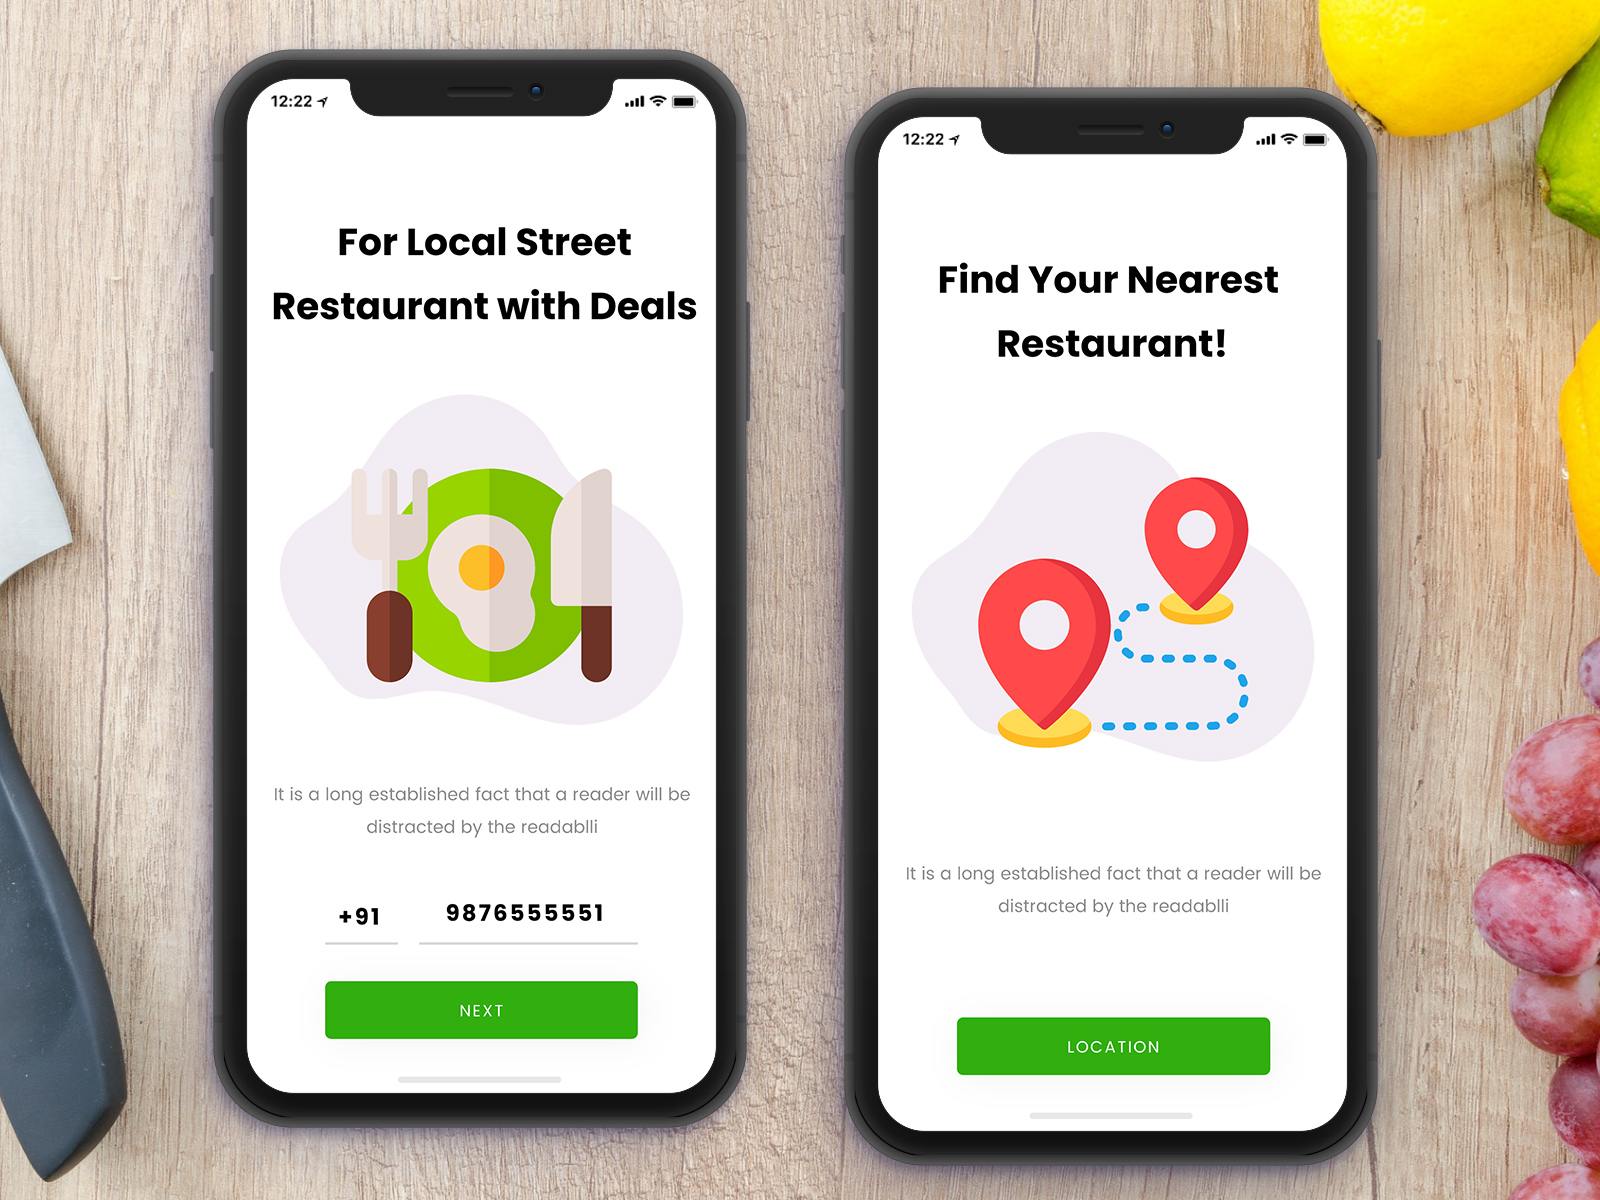 12:22
For Local Street
Restaurant with Deals
It is a long established fact that a reader will be
distracted by the readablli
+91 9876555551
NEXT
12:22
Find Your Nearest
Restaurant!
It is a long established fact that a reader will be
distracted by the readablli
LOCATION